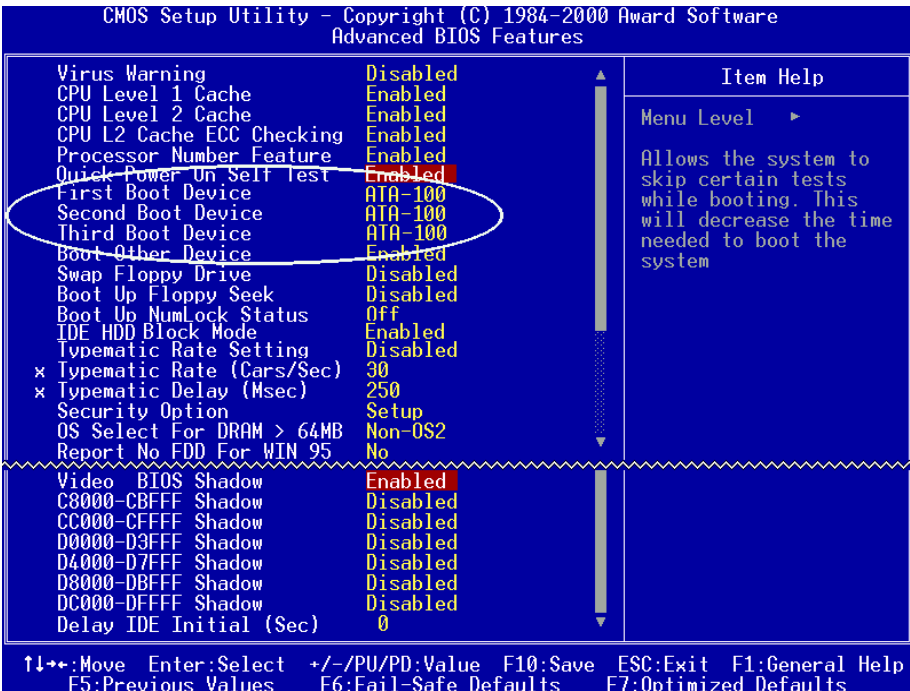 CMOS Setup Utility – Copyright (C) 1984–2000 Award Software
Advanced BIOS Features
Virus Warning Disabled
CPU Level 1 Cache Enabled
CPU Level 2 Cache Enabled
CPU L2 Cache ECC Checking Enabled
Processor Number Feature Enabled
Quick Power On Self Test Enabled
First Boot Device ATA-100
Second Boot Device ATA-100
Third Boot Device ATA-100
Boot Other Device Enabled
Swap Floppy Drive Disabled
Boot Up Floppy Seek Disabled
Boot Up NumLock Status Off
IDE HDD Block Mode Enabled
Typematic Rate Setting Disabled
x Typematic Rate (Cars/Sec) 30
x Typematic Delay (Msec) 250
Security Option Setup
OS Select For DRAM > 64MB Non-OS2
Report No FDD For WIN 95 No
Video BIOS Shadow Enabled
C8000-CBFFF Shadow Disabled
CC000-CFFFF Shadow Disabled
D0000-D3FFF Shadow Disabled
D4000-D7FFF Shadow Disabled
D8000-DBFFF Shadow Disabled
DC000-DFFFF Shadow Disabled
Delay IDE Initial (Sec) 0
Item Help
Menu Level ►
Allows the system to
skip certain tests
while booting. This
will decrease the time
needed to boot the
system
↑↓→←:Move Enter:Select +/-/PU/PD:Value F10:Save ESC:Exit F1:General Help
F5:Previous Values F6:Fail-Safe Defaults F7:Optimized Defaults